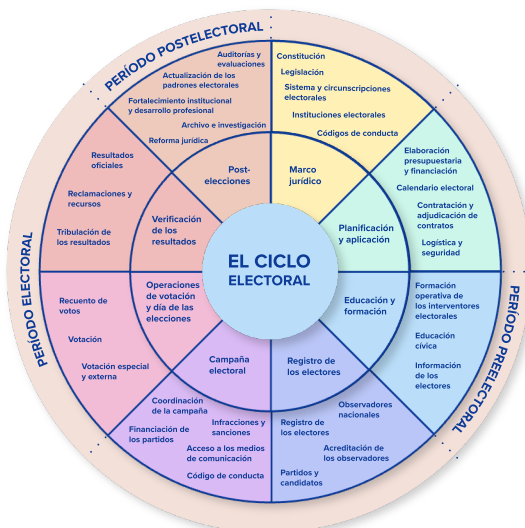 PERÍODO POSTELECTORAL
PERÍODO PREELECTORAL
PERÍODO ELECTORAL
EL CICLO
ELECTORAL
Marco
jurídico
Constitución
Legislación
Sistema y circunscripciones
electorales
Instituciones electorales
Códigos de conducta
Planificación
y aplicación
Elaboración
presupuestaria
y financiación
Calendario electoral
Contratación y
adjudicación de
contratos
Logística y
seguridad
Educación y
formación
Formación
operativa de
los interventores
electorales
Educación
cívica
Información
de los
electores
Registro de
los electores
Observadores
nacionales
Registro de
los electores
Acreditación de
los observadores
Partidos y
candidatos
Campaña
electoral
Coordinación
de la campaña
Financiación de
los partidos
Infracciones y
sanciones
Acceso a los medios
de comunicación
Código de conducta
Operaciones
de votación
y día de las
elecciones
Recuento de
votos
Votación
Votación especial
y externa
Verificación
de los
resultados
Resultados
oficiales
Reclamaciones y
recursos
Tribulación de
los resultados
Post-
elecciones
Auditorías y
evaluaciones
Actualización de los
padrones electorales
Fortalecimiento institucional
y desarrollo profesional
Archivo e investigación
Reforma jurídica